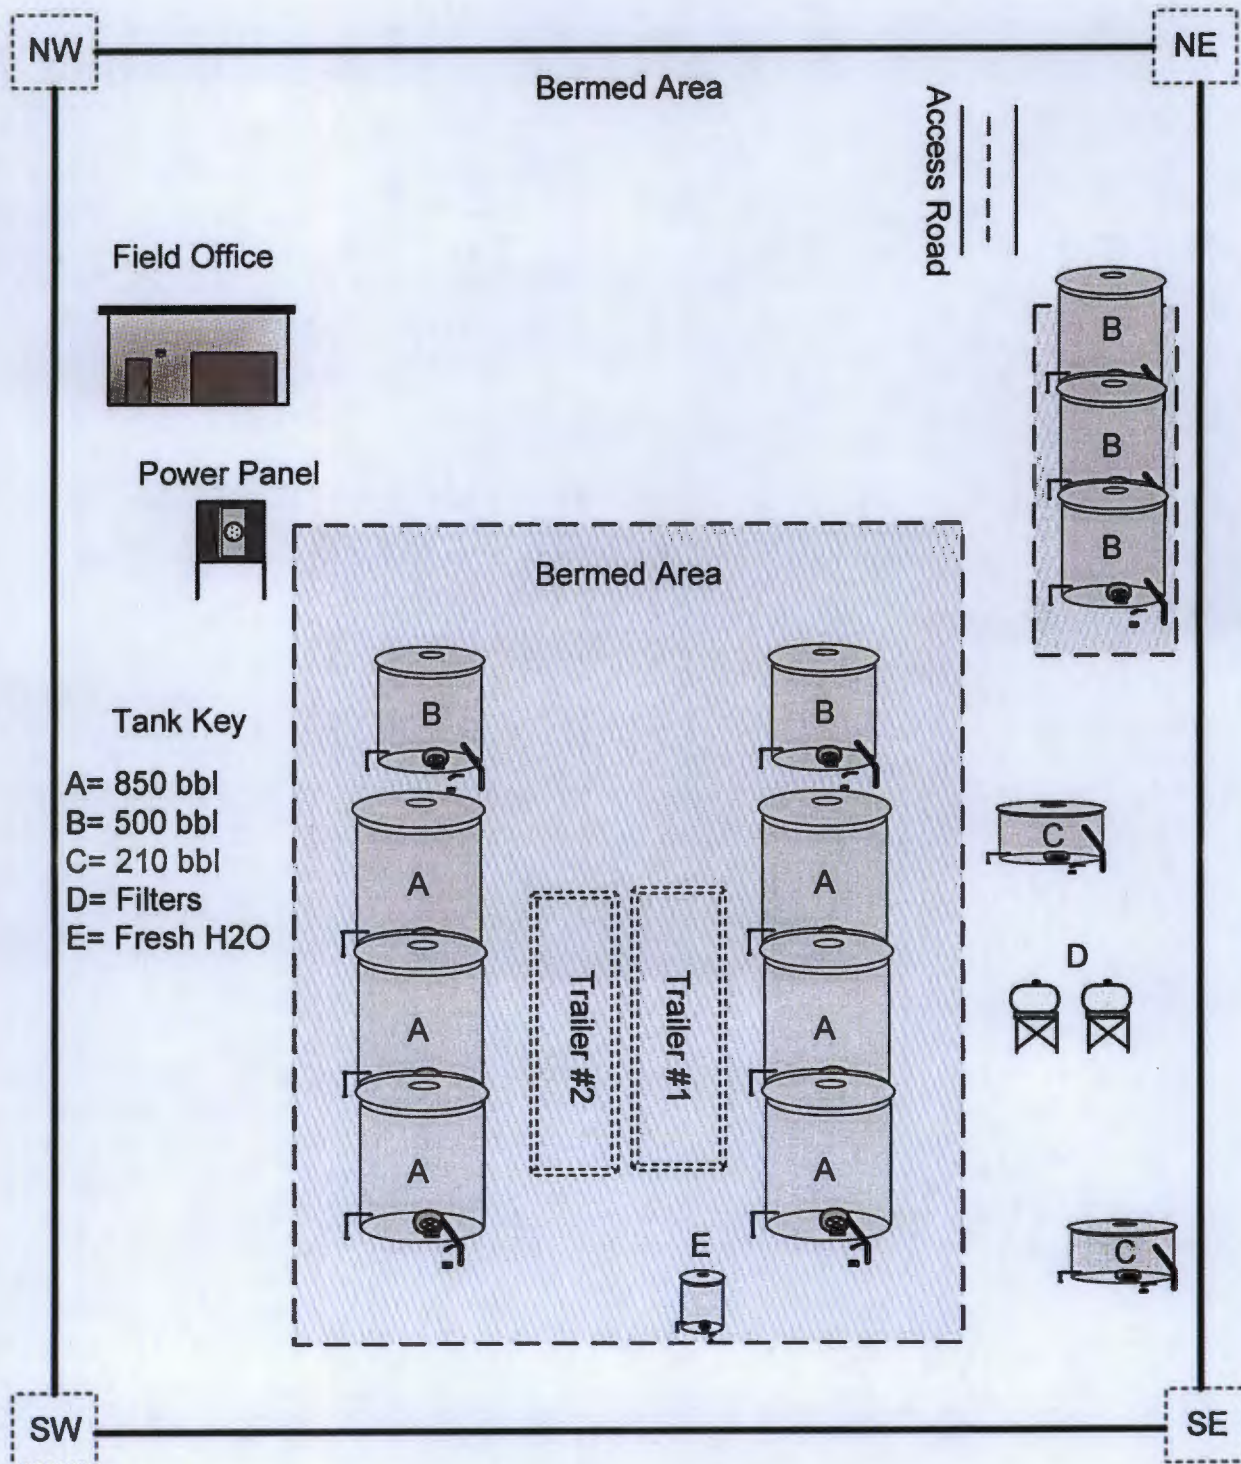 NW
NE
Bermed Area
Access Road
Field Office
B
B
B
Power Panel
Bermed Area
B
B
Tank Key
A= 850 bbl
B= 500 bbl
C= 210 bbl
D= Filters
E= Fresh H2O
C
A
A
D
Trailer #2
Trailer #1
A
A
A
A
E
C
SW
SE